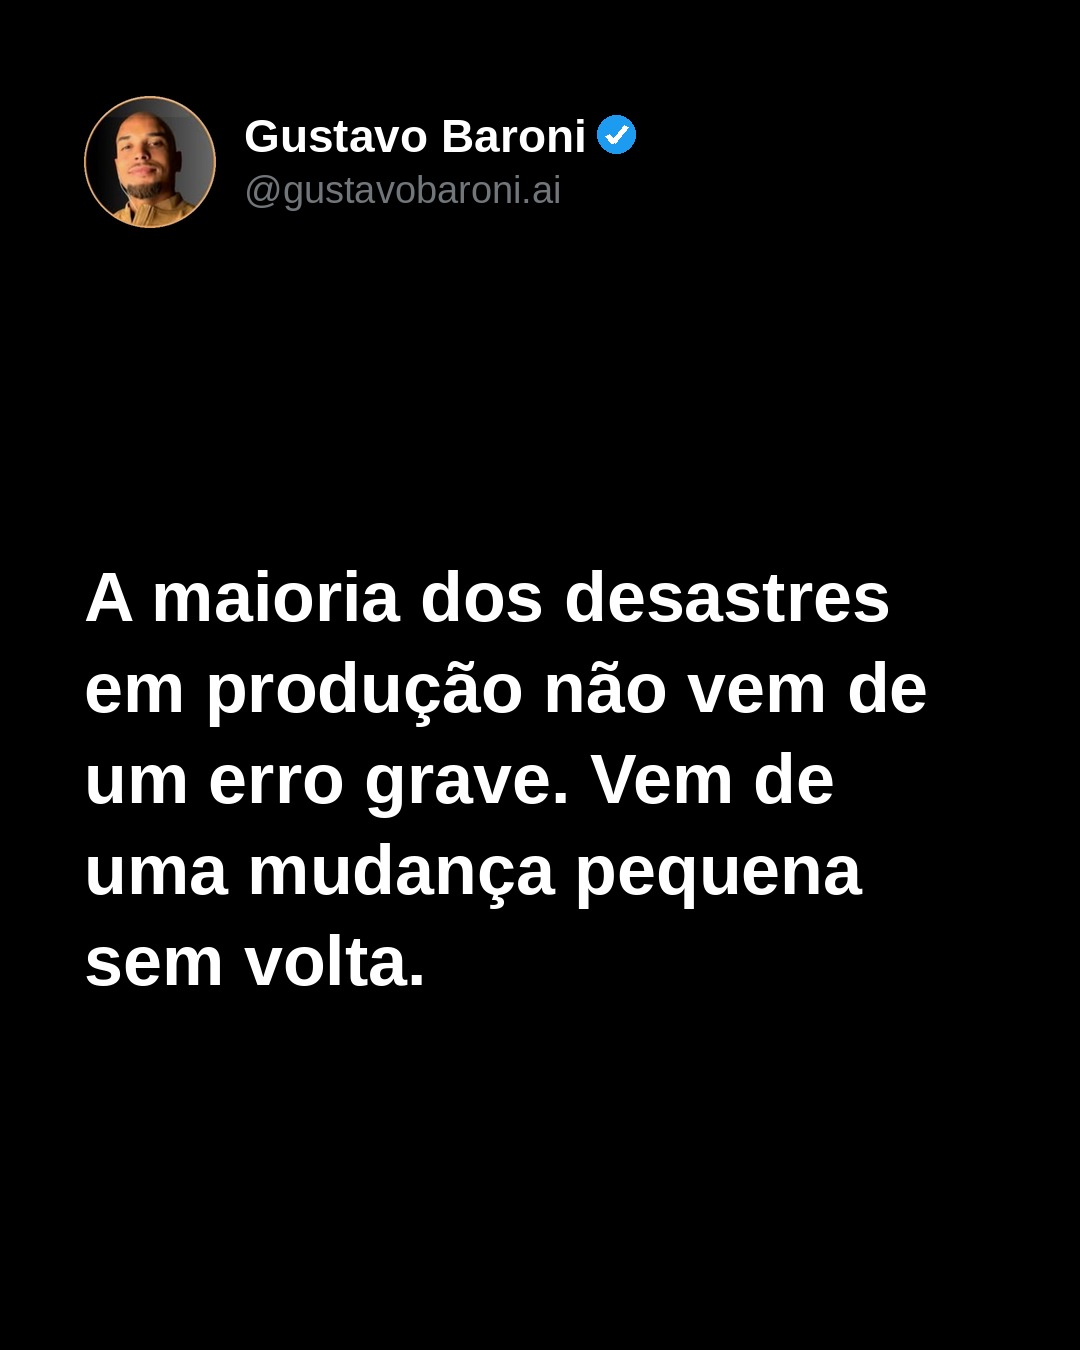 Gustavo Baroni
@gustavobaroni.ai
A maioria dos desastres
em produção não vem de
um erro grave. Vem de
uma mudança pequena
sem volta.